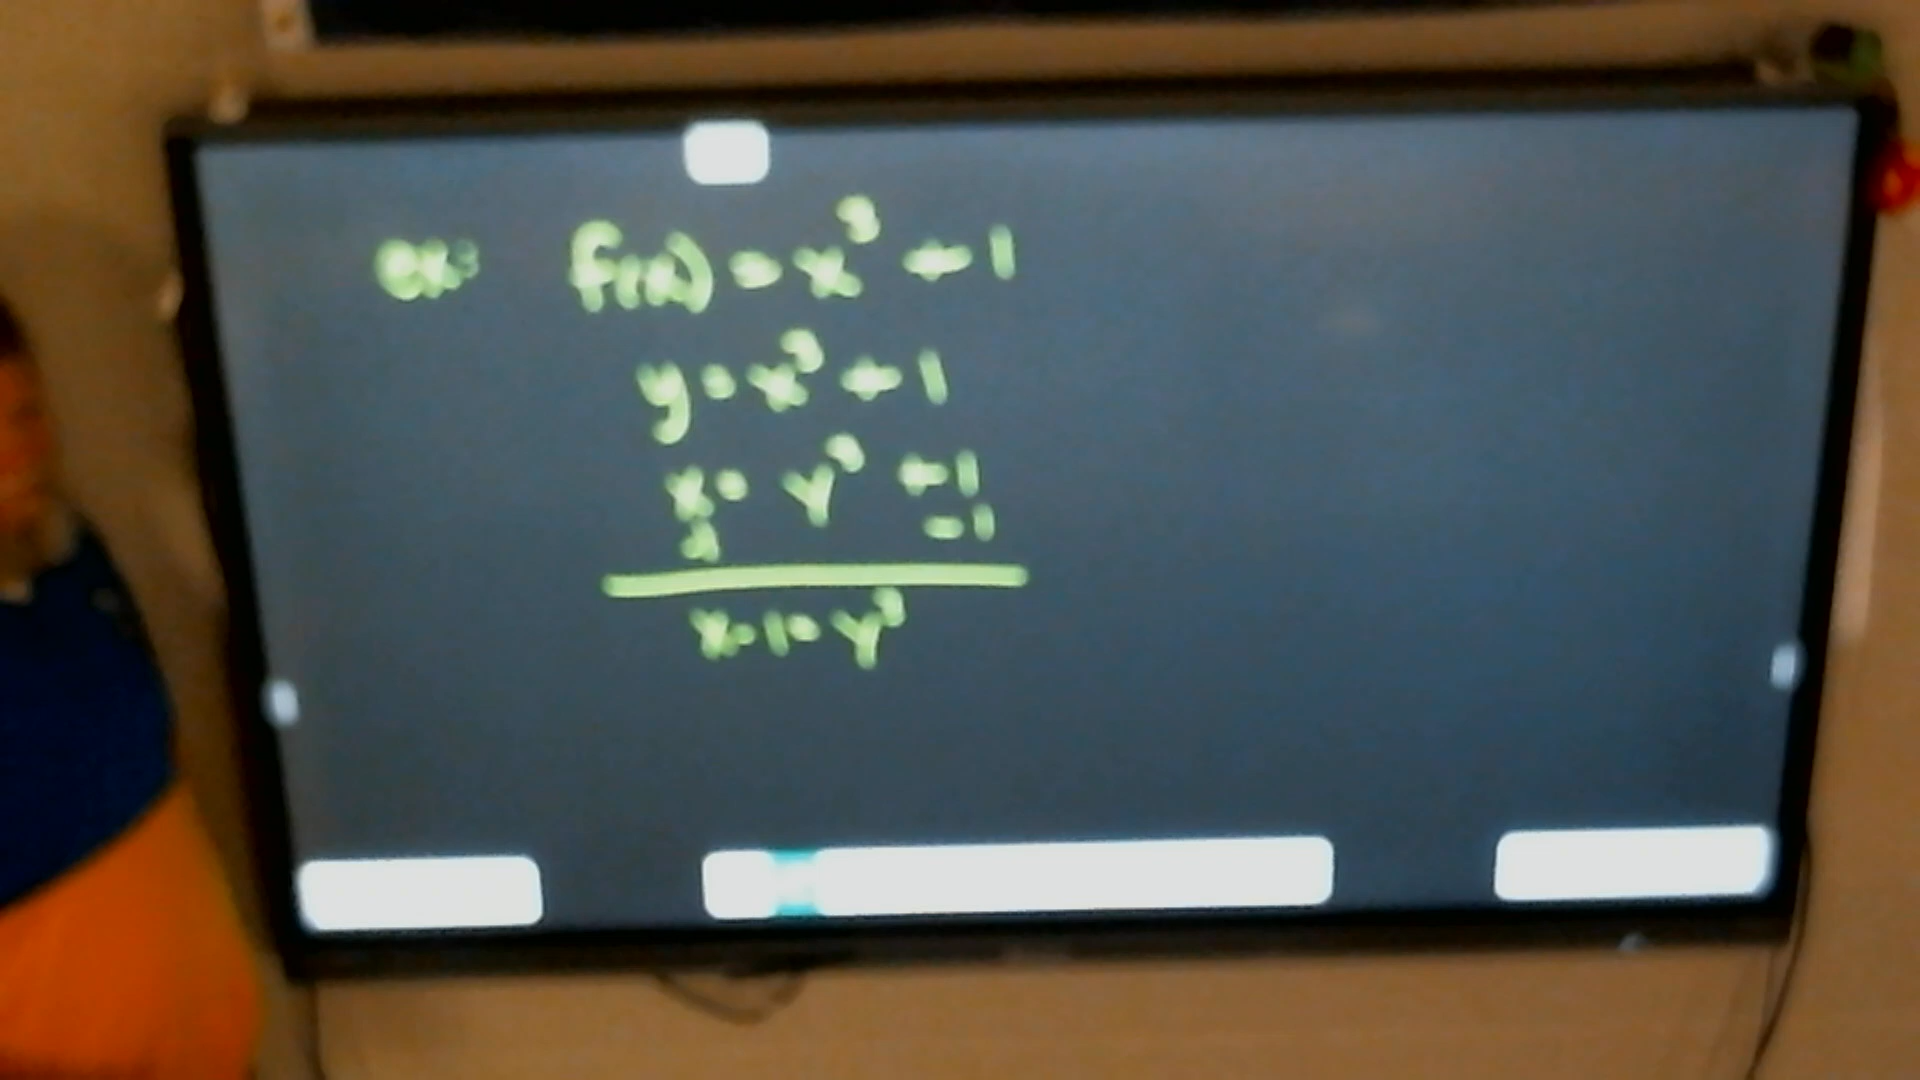 ex: f(x) = x³ + 1
y = x³ + 1
x = y³ + 1
-1 -1
x - 1 = y³